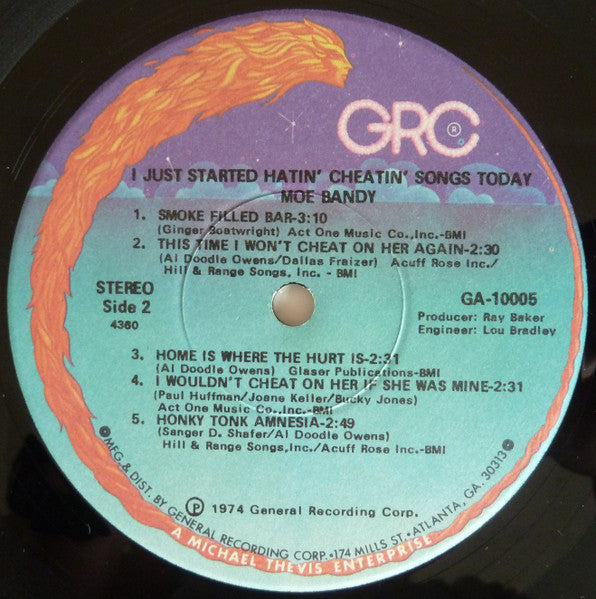 GRC ®
I JUST STARTED HATIN' CHEATIN' SONGS TODAY
MOE BANDY
1. SMOKE FILLED BAR-3:10
(Ginger Boatwright) Act One Music Co.,Inc.-BMI
2. THIS TIME I WON'T CHEAT ON HER AGAIN-2:30
(Al Doodle Owens/Dallas Fraizer) Acuff Rose Inc./
Hill & Range Songs, Inc. - BMI
STEREO
Side 2
4360
GA-10005
Producer: Ray Baker
Engineer: Lou Bradley
3. HOME IS WHERE THE HURT IS-2:31
(Al Doodle Owens) Glaser Publications-BMI
4. I WOULDN'T CHEAT ON HER IF SHE WAS MINE-2:31
(Paul Huffman/Joane Keller/Bucky Jones)
Act One Music Co.,Inc.-BMI
5. HONKY TONK AMNESIA-2:49
(Sanger D. Shafer/Al Doodle Owens)
Hill & Range Songs,Inc./Acuff Rose Inc.-BMI
℗ 1974 General Recording Corp.
MFG.& DIST. BY GENERAL RECORDING CORP.•174 MILLS ST.•ATLANTA, GA. 30313
A MICHAEL THEVIS ENTERPRISE